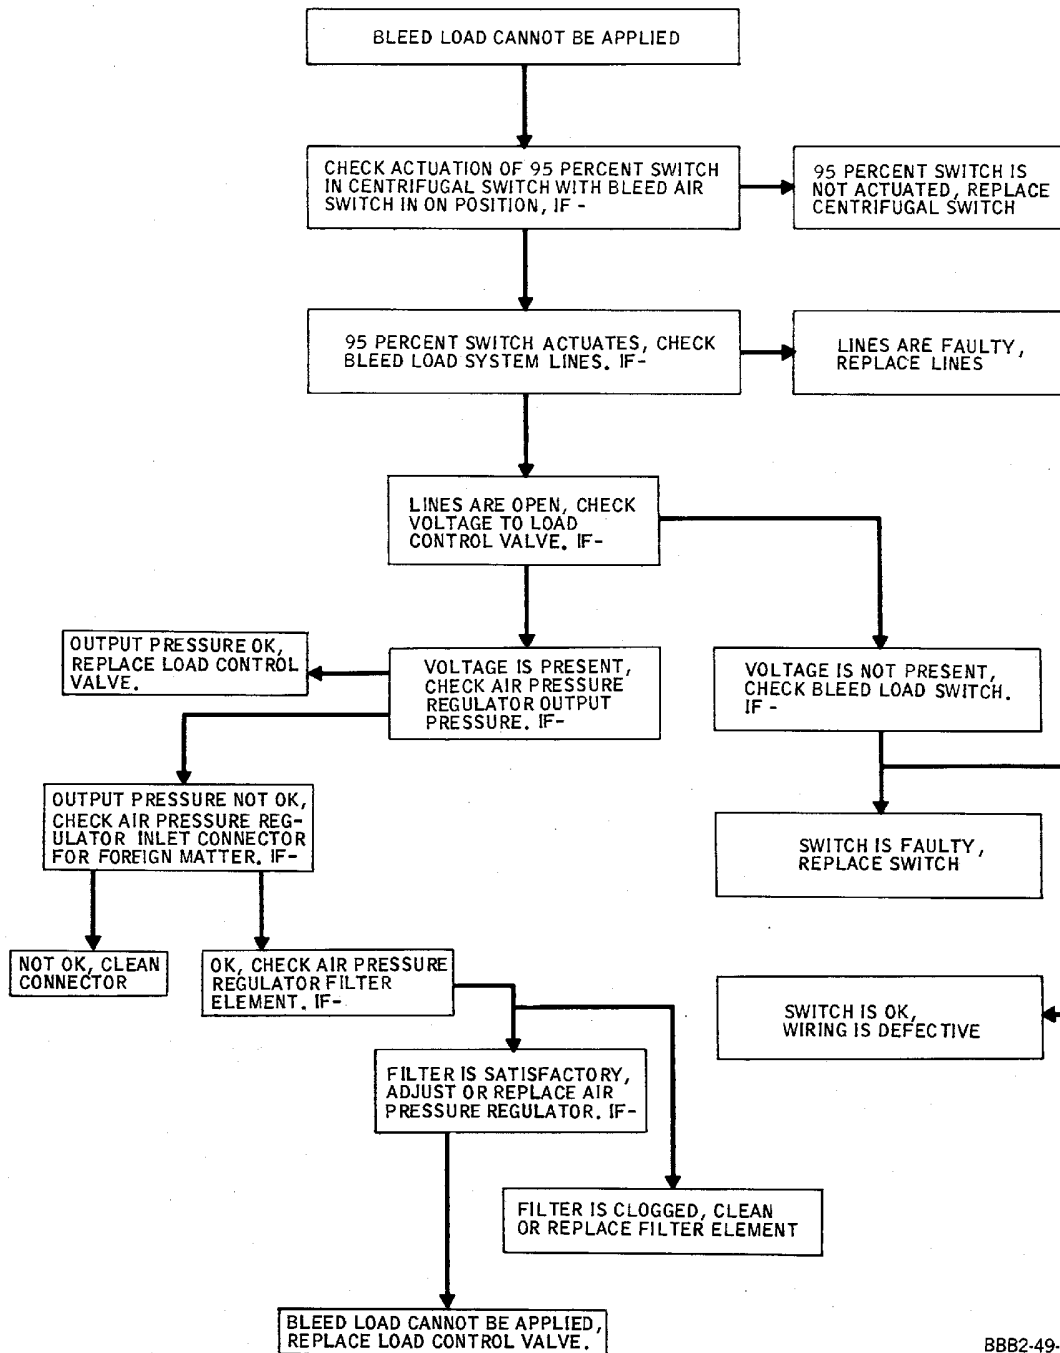 BLEED LOAD CANNOT BE APPLIED
CHECK ACTUATION OF 95 PERCENT SWITCH
IN CENTRIFUGAL SWITCH WITH BLEED AIR
SWITCH IN ON POSITION, IF -
95 PERCENT SWITCH IS
NOT ACTUATED, REPLACE
CENTRIFUGAL SWITCH
95 PERCENT SWITCH ACTUATES, CHECK
BLEED LOAD SYSTEM LINES. IF-
LINES ARE FAULTY,
REPLACE LINES
LINES ARE OPEN, CHECK
VOLTAGE TO LOAD
CONTROL VALVE. IF-
OUTPUT PRESSURE OK,
REPLACE LOAD CONTROL
VALVE.
VOLTAGE IS PRESENT,
CHECK AIR PRESSURE
REGULATOR OUTPUT
PRESSURE. IF-
VOLTAGE IS NOT PRESENT,
CHECK BLEED LOAD SWITCH.
IF -
OUTPUT PRESSURE NOT OK,
CHECK AIR PRESSURE REG-
ULATOR INLET CONNECTOR
FOR FOREIGN MATTER. IF-
SWITCH IS FAULTY,
REPLACE SWITCH
NOT OK, CLEAN
CONNECTOR
OK, CHECK AIR PRESSURE
REGULATOR FILTER
ELEMENT. IF-
SWITCH IS OK,
WIRING IS DEFECTIVE
FILTER IS SATISFACTORY,
ADJUST OR REPLACE AIR
PRESSURE REGULATOR. IF-
FILTER IS CLOGGED, CLEAN
OR REPLACE FILTER ELEMENT
BLEED LOAD CANNOT BE APPLIED,
REPLACE LOAD CONTROL VALVE.
BBB2-49-